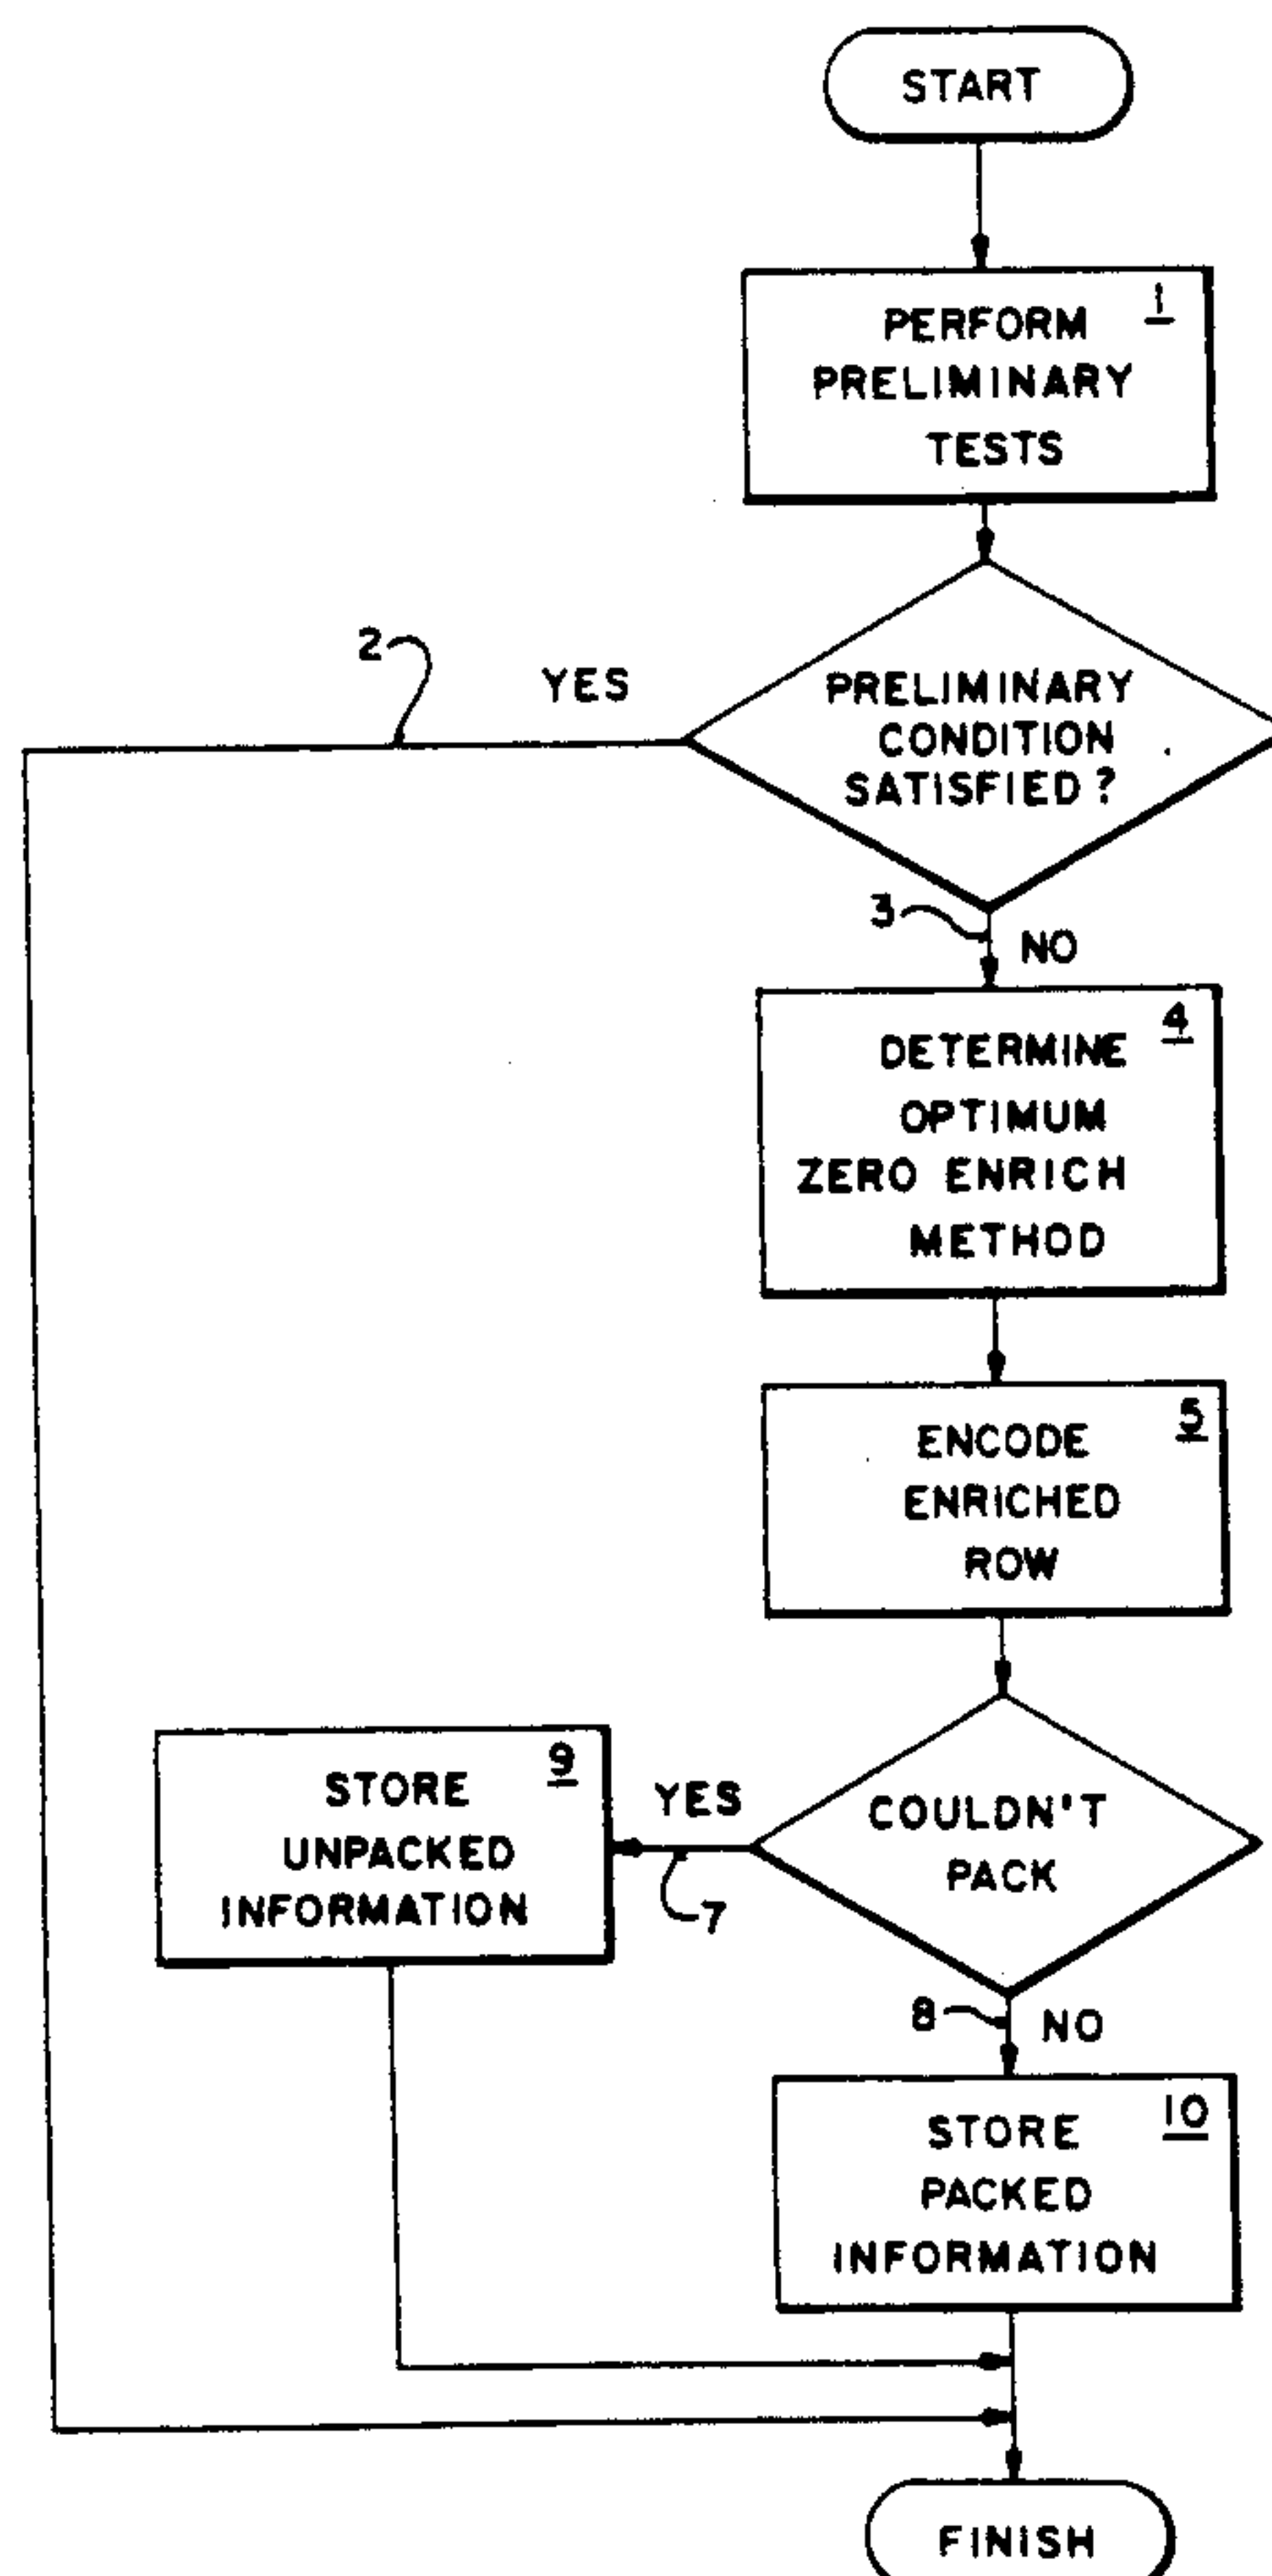 START
1
PERFORM
PRELIMINARY
TESTS
2
YES
PRELIMINARY
CONDITION
SATISFIED?
3
NO
4
DETERMINE
OPTIMUM
ZERO ENRICH
METHOD
5
ENCODE
ENRICHED
ROW
9
STORE
UNPACKED
INFORMATION
YES
7
COULDN'T
PACK
8
NO
10
STORE
PACKED
INFORMATION
FINISH